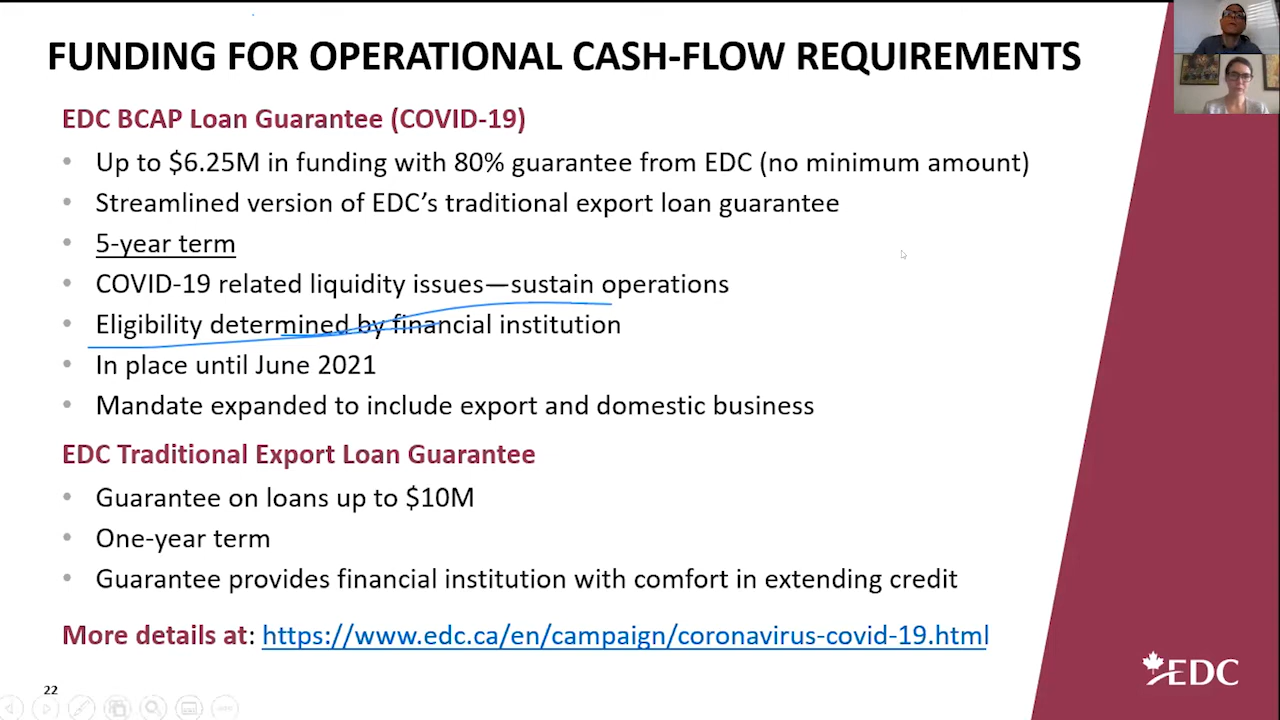 FUNDING FOR OPERATIONAL CASH-FLOW REQUIREMENTS
EDC BCAP Loan Guarantee (COVID-19)
• Up to $6.25M in funding with 80% guarantee from EDC (no minimum amount)
• Streamlined version of EDC’s traditional export loan guarantee
• 5-year term
• COVID-19 related liquidity issues—sustain operations
• Eligibility determined by financial institution
• In place until June 2021
• Mandate expanded to include export and domestic business
EDC Traditional Export Loan Guarantee
• Guarantee on loans up to $10M
• One-year term
• Guarantee provides financial institution with comfort in extending credit
More details at: https://www.edc.ca/en/campaign/coronavirus-covid-19.html
EDC
22